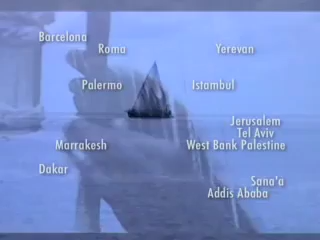 Barcelona
Roma
Yerevan
Palermo
Istambul
Jerusalem
Tel Aviv
Marrakesh
West Bank Palestine
Dakar
Sana'a
Addis Ababa